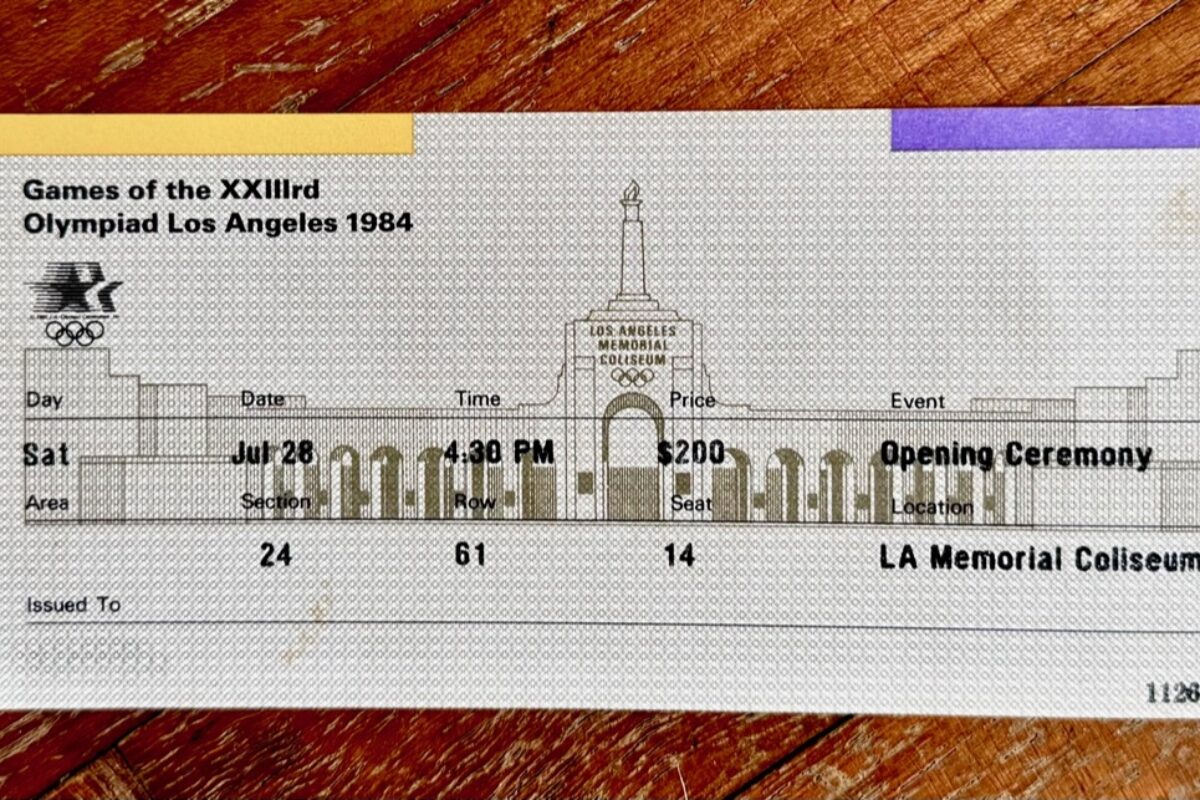 Games of the XXIIIrd
Olympiad Los Angeles 1984
LOS ANGELES
MEMORIAL
COLISEUM
Day Date Time Price Event
Sat Jul 28 4:30 PM $200 Opening Ceremony
Area Section Row Seat Location
24 61 14 LA Memorial Coliseum
Issued To
1126